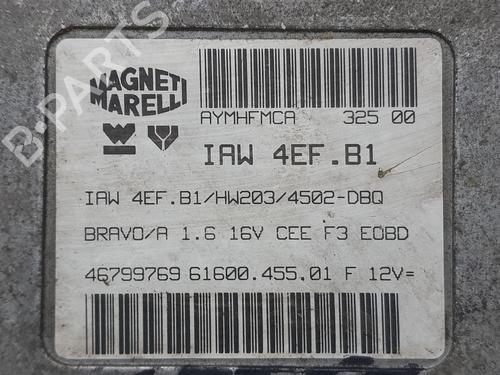 MAGNETI
MARELLI
AYMHFMCA 325 00
IAW 4EF.B1
IAW 4EF.B1/HW203/4502-DBQ
BRAVO/A 1.6 16V CEE F3 EOBD
46799769 61600.455.01 F 12V=
B-PARTS